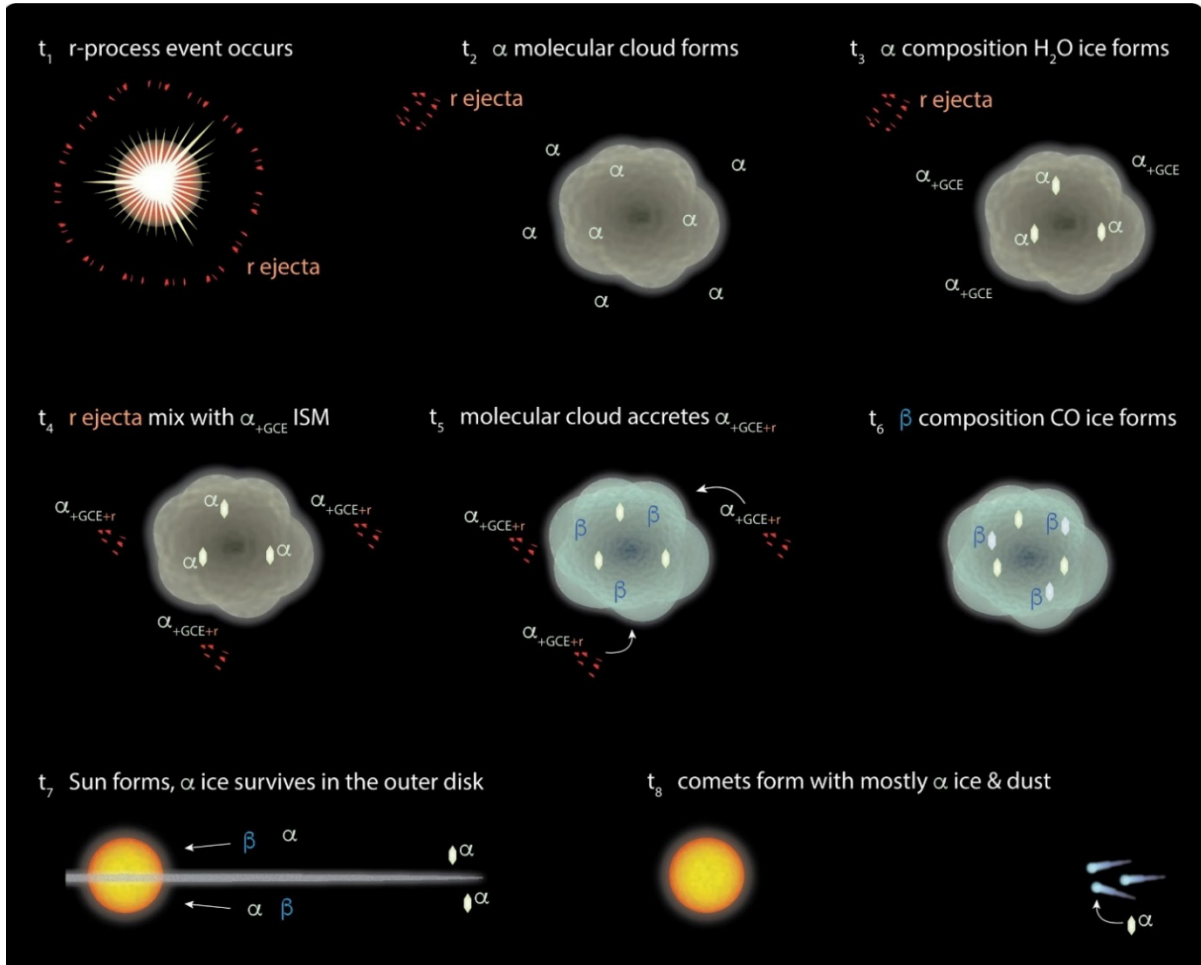 t₁ r-process event occurs
r ejecta
t₂ α molecular cloud forms
r ejecta
α
α
α
α
α
α
α
α
t₃ α composition H₂O ice forms
r ejecta
α+GCE
α+GCE
α
α
α
α+GCE
t₄ r ejecta mix with α+GCE ISM
α+GCE+r
α
α+GCE+r
α
α
α+GCE+r
t₅ molecular cloud accretes α+GCE+r
α+GCE+r
β
β
α+GCE+r
β
α+GCE+r
t₆ β composition CO ice forms
β
β
β
t₇ Sun forms, α ice survives in the outer disk
β α
α
α β
α
t₈ comets form with mostly α ice & dust
α